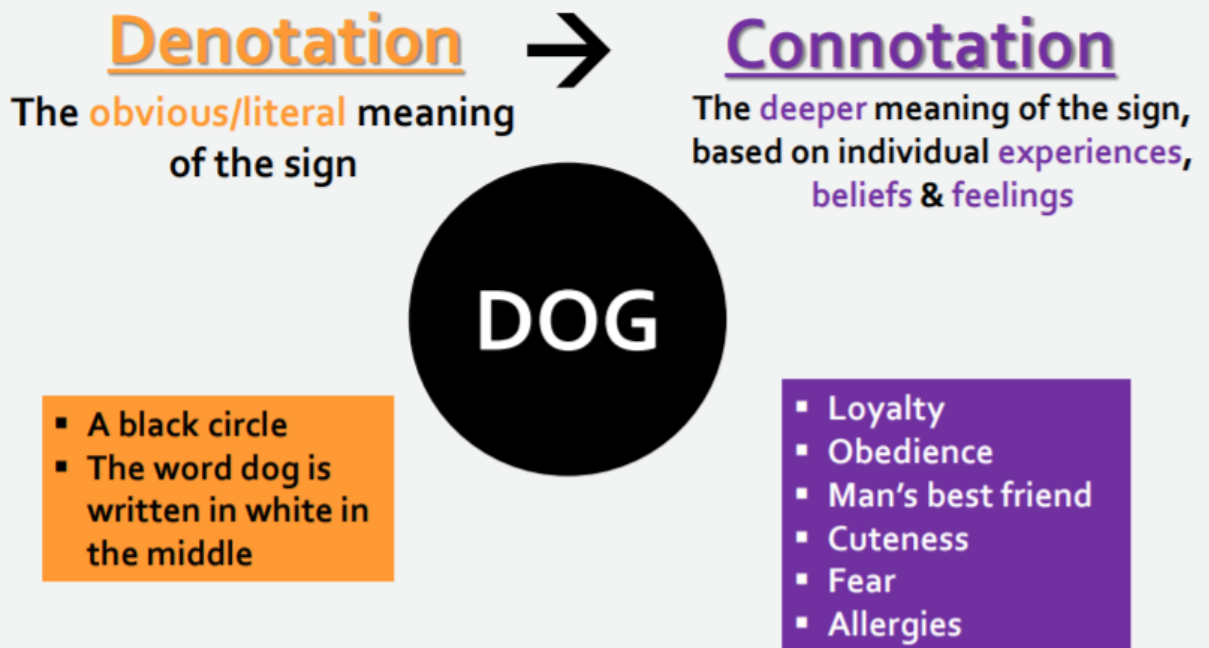 Denotation → Connotation
The obvious/literal meaning
of the sign
The deeper meaning of the sign,
based on individual experiences,
beliefs & feelings
DOG
▪ A black circle
▪ The word dog is
written in white in
the middle
▪ Loyalty
▪ Obedience
▪ Man's best friend
▪ Cuteness
▪ Fear
▪ Allergies